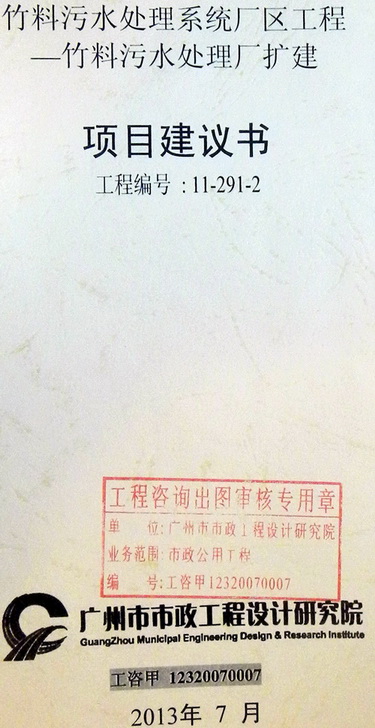 竹料污水处理系统厂区工程
—竹料污水处理厂扩建
项目建议书
工程编号：11-291-2
工程咨询出图审核专用章
单 位:广州市市政工程设计研究院
业务范围:市政公用工程
编 号:工咨甲12320070007
广州市市政工程设计研究院
GuangZhou Municipal Engineering Design & Research Institute
工咨甲 12320070007
2013年 7 月